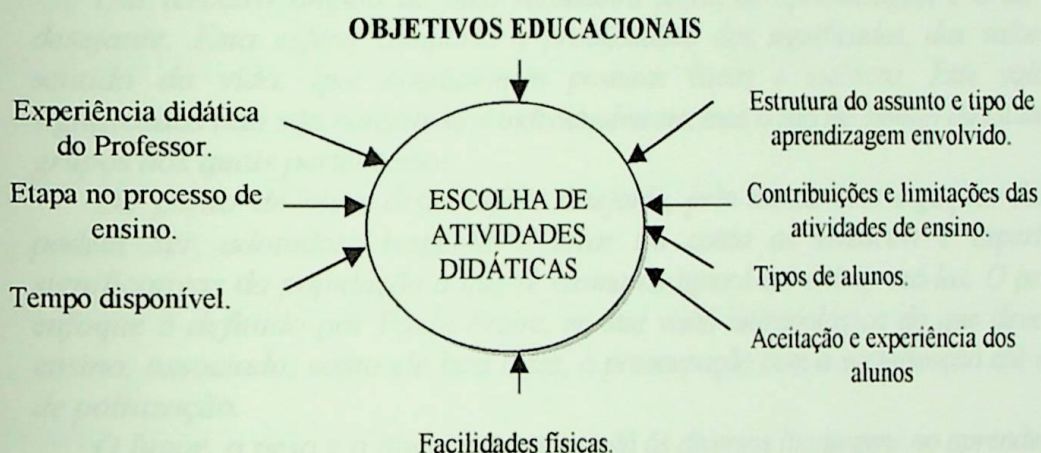 OBJETIVOS EDUCACIONAIS
Experiência didática
do Professor.
Etapa no processo de
ensino.
Tempo disponível.
ESCOLHA DE
ATIVIDADES
DIDÁTICAS
Estrutura do assunto e tipo de
aprendizagem envolvido.
Contribuições e limitações das
atividades de ensino.
Tipos de alunos.
Aceitação e experiência dos
alunos
Facilidades físicas.